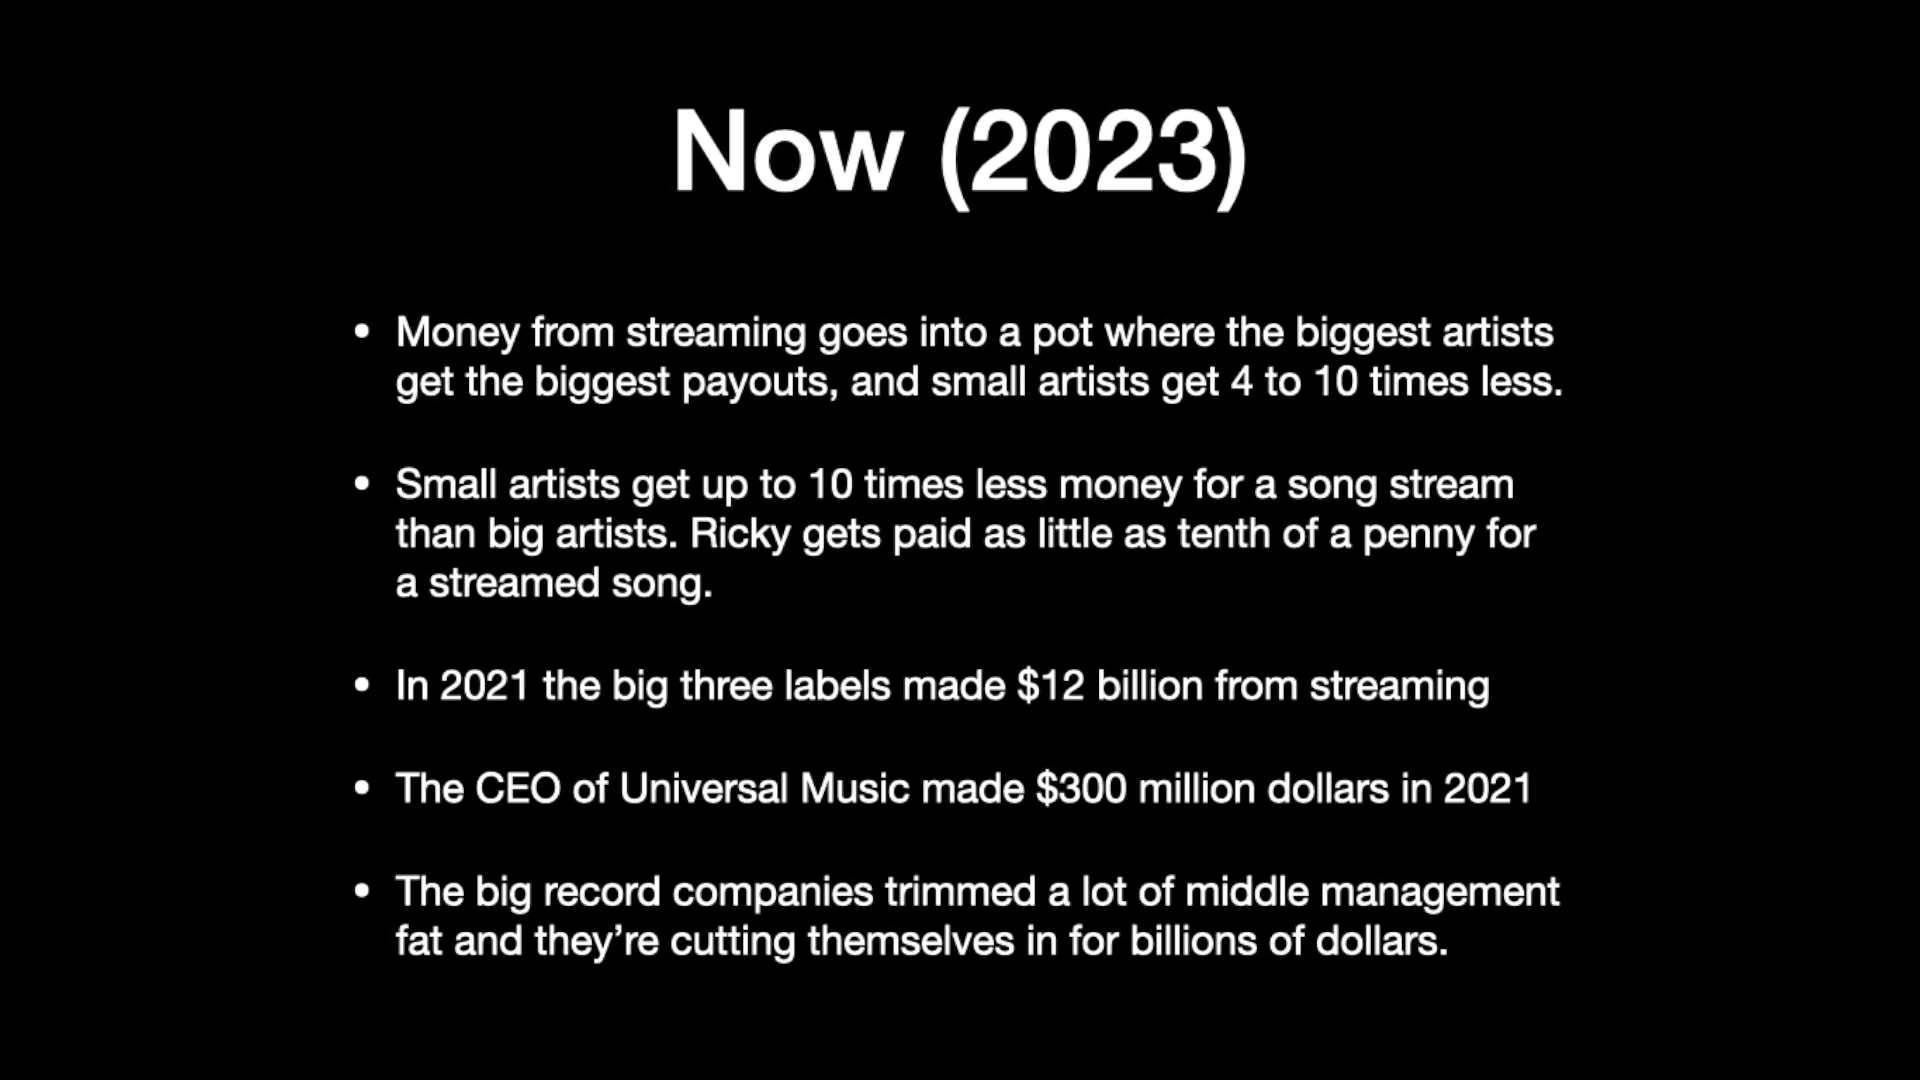 Now (2023)
• Money from streaming goes into a pot where the biggest artists
get the biggest payouts, and small artists get 4 to 10 times less.
• Small artists get up to 10 times less money for a song stream
than big artists. Ricky gets paid as little as tenth of a penny for
a streamed song.
• In 2021 the big three labels made $12 billion from streaming
• The CEO of Universal Music made $300 million dollars in 2021
• The big record companies trimmed a lot of middle management
fat and they’re cutting themselves in for billions of dollars.